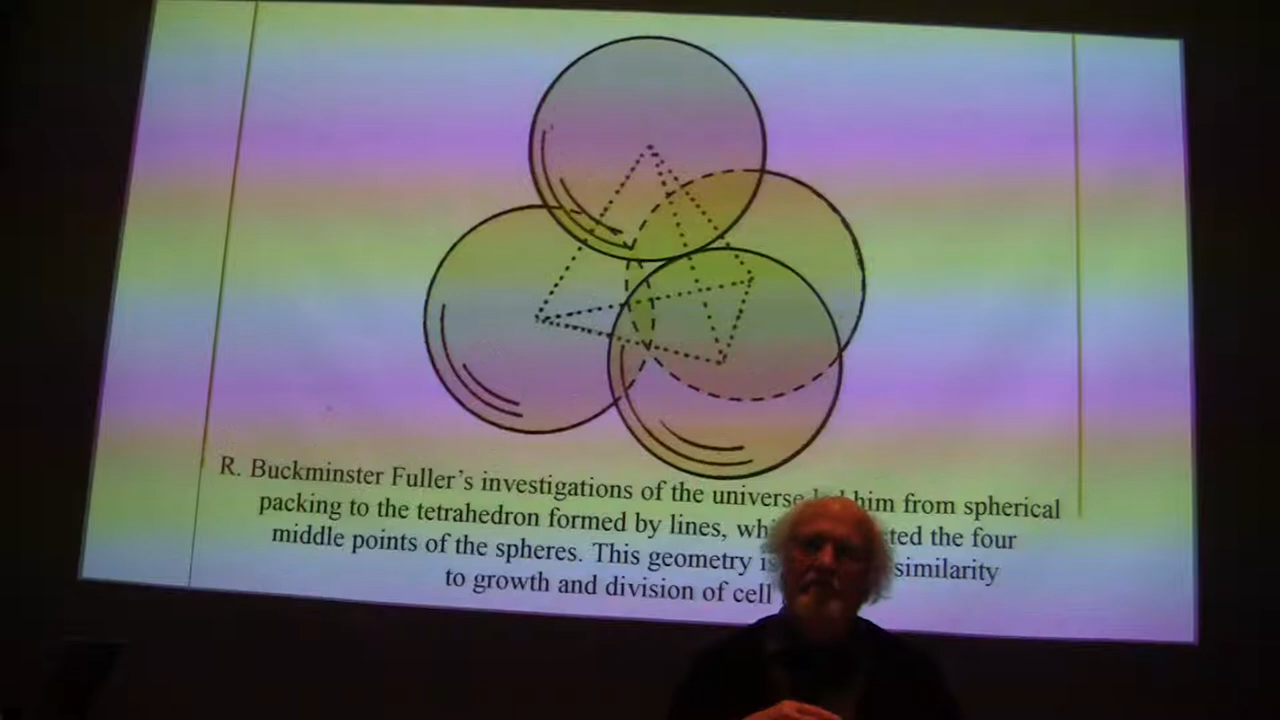 R. Buckminster Fuller's investigations of the universe him from spherical
packing to the tetrahedron formed by lines, the four
middle points of the spheres. This geometry similarity
to growth and division of cell